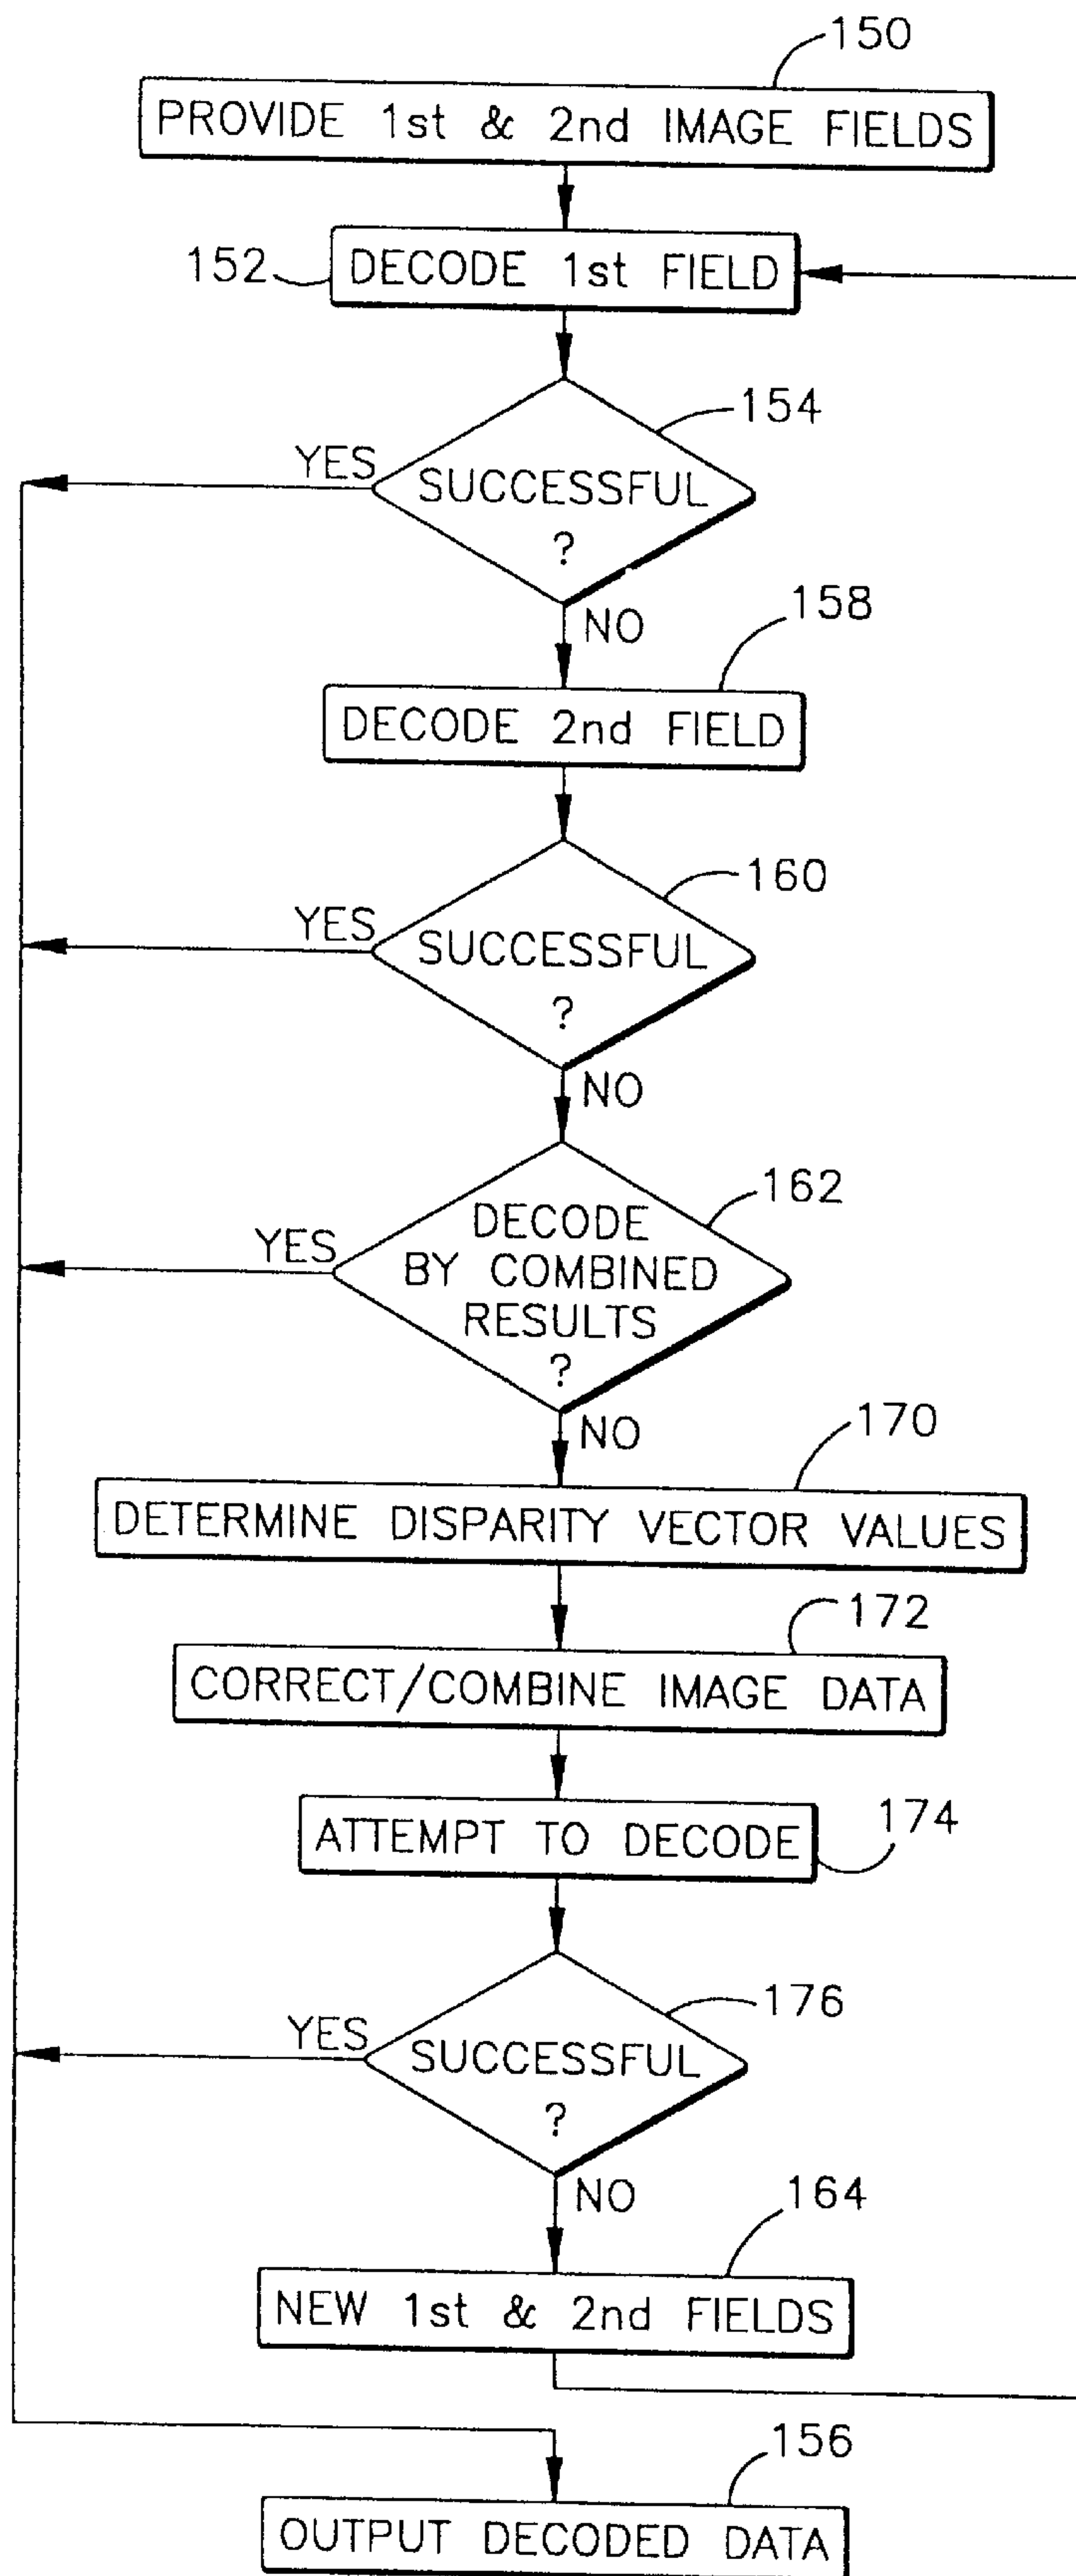 150
PROVIDE 1st & 2nd IMAGE FIELDS
152
DECODE 1st FIELD
154
YES
SUCCESSFUL
?
NO
158
DECODE 2nd FIELD
160
YES
SUCCESSFUL
?
NO
162
YES
DECODE
BY COMBINED
RESULTS
?
NO
170
DETERMINE DISPARITY VECTOR VALUES
172
CORRECT/COMBINE IMAGE DATA
174
ATTEMPT TO DECODE
176
YES
SUCCESSFUL
?
NO
164
NEW 1st & 2nd FIELDS
156
OUTPUT DECODED DATA